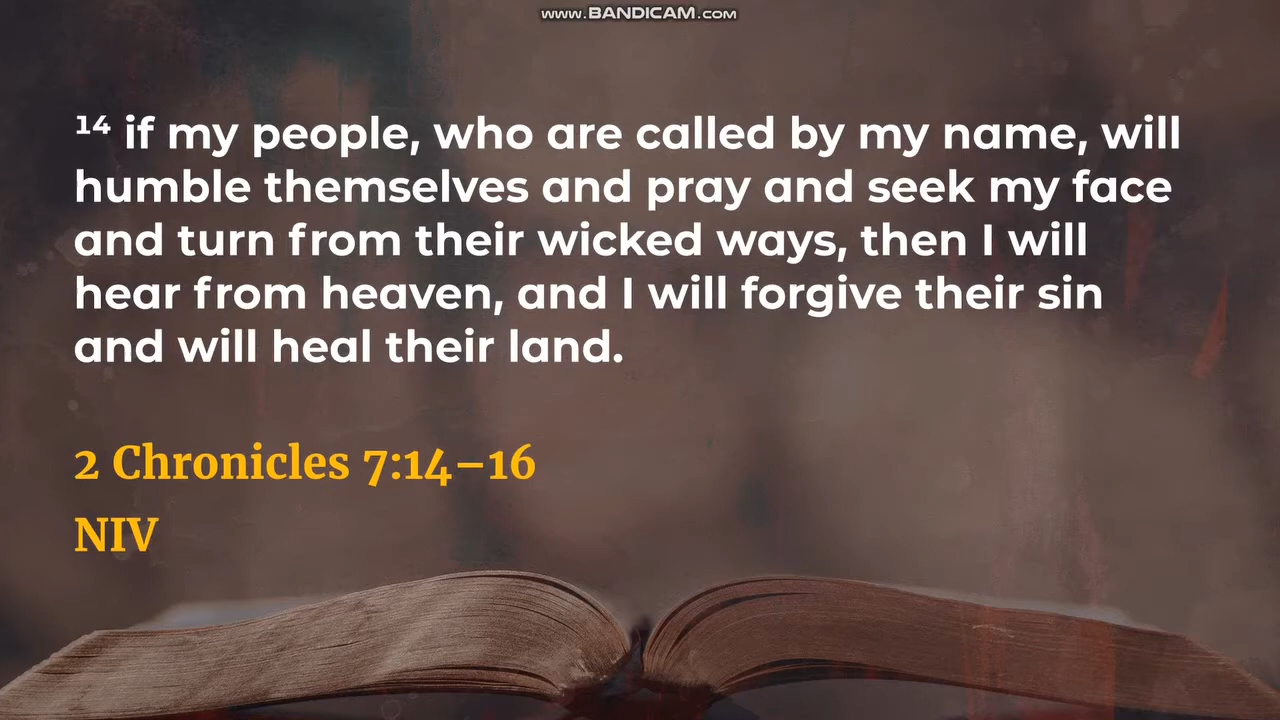 www.BANDICAM.com
¹⁴ if my people, who are called by my name, will
humble themselves and pray and seek my face
and turn from their wicked ways, then I will
hear from heaven, and I will forgive their sin
and will heal their land.
2 Chronicles 7:14–16
NIV